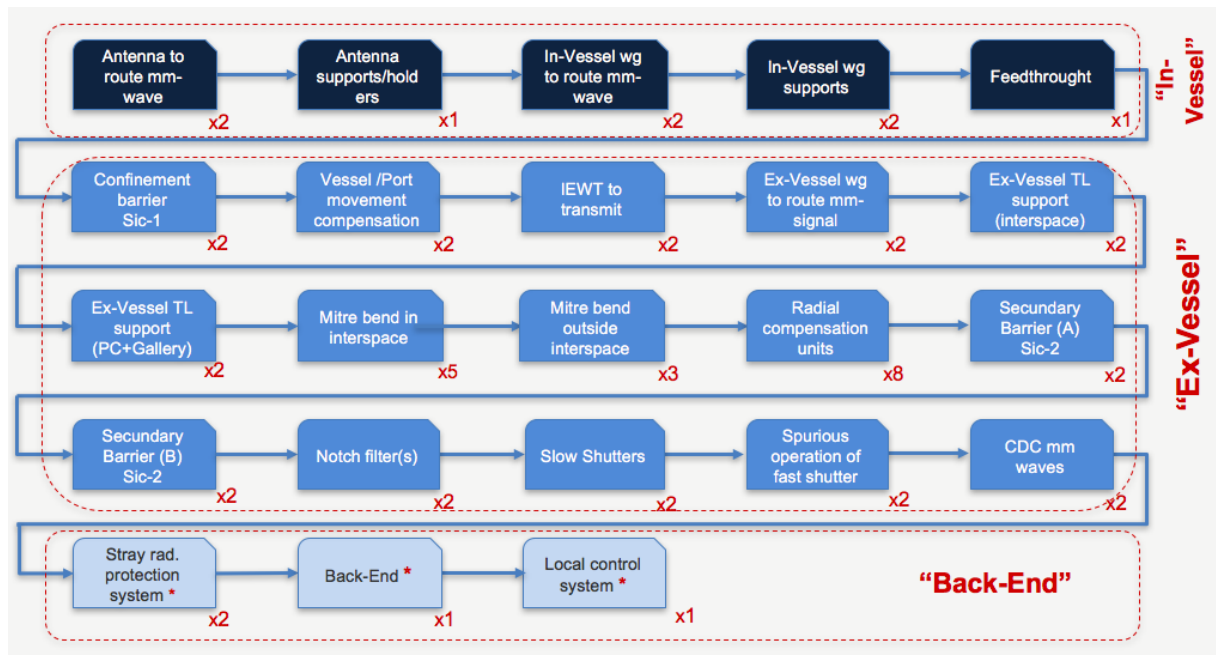 Antenna to
route mm-
wave
x2
Antenna
supports/hold
ers
x1
In-Vessel wg
to route mm-
wave
x2
In-Vessel wg
supports
x2
Feedthrought
x1
“In-
Vessel”
Confinement
barrier
Sic-1
x2
Vessel /Port
movement
compensation
x2
IEWT to
transmit
x2
Ex-Vessel wg
to route mm-
signal
x2
Ex-Vessel TL
support
(interspace)
x2
Ex-Vessel TL
support
(PC+Gallery)
x2
Mitre bend in
interspace
x5
Mitre bend
outside
interspace
x3
Radial
compensation
units
x8
Secondary
Barrier (A)
Sic-2
x2
“Ex-Vessel”
Secundary
Barrier (B)
Sic-2
x2
Notch filter(s)
x2
Slow Shutters
x2
Spurious
operation of
fast shutter
x2
CDC mm
waves
x2
Stray rad.
protection
system *
x2
Back-End *
x1
Local control
system *
x1
“Back-End”